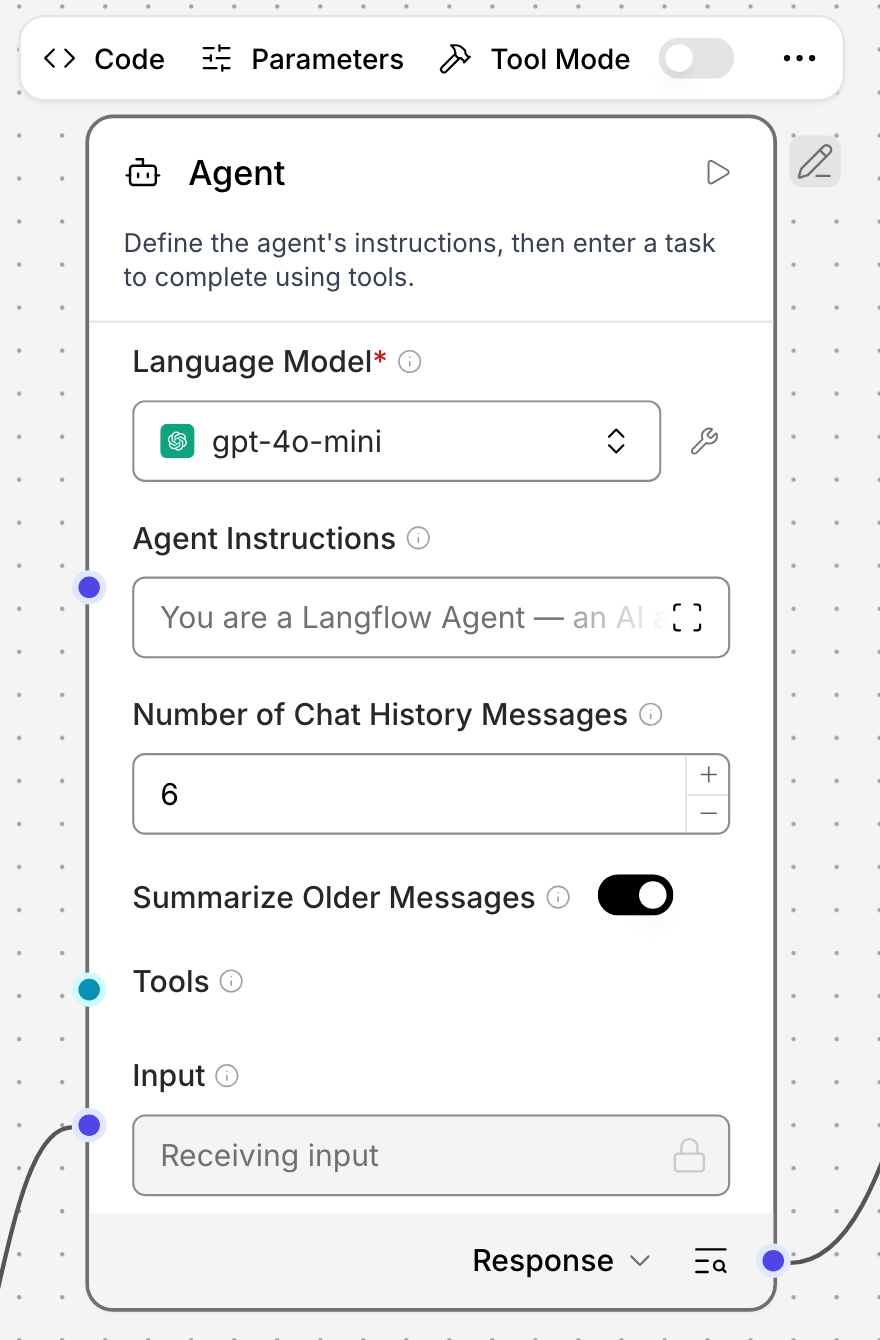 Code Parameters Tool Mode
Agent
Define the agent's instructions, then enter a task
to complete using tools.
Language Model*
gpt-4o-mini
Agent Instructions
You are a Langflow Agent — an AI a
Number of Chat History Messages
6
Summarize Older Messages
Tools
Input
Receiving input
Response